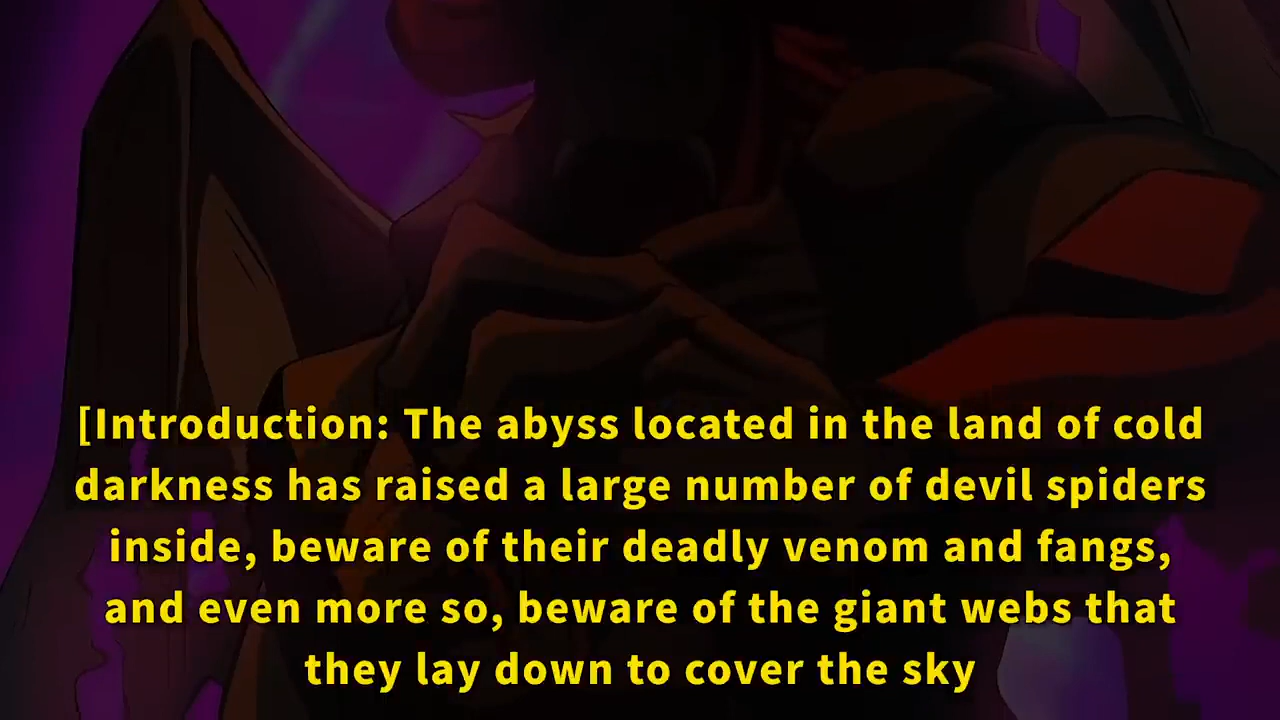 [Introduction: The abyss located in the land of cold
darkness has raised a large number of devil spiders
inside, beware of their deadly venom and fangs,
and even more so, beware of the giant webs that
they lay down to cover the sky